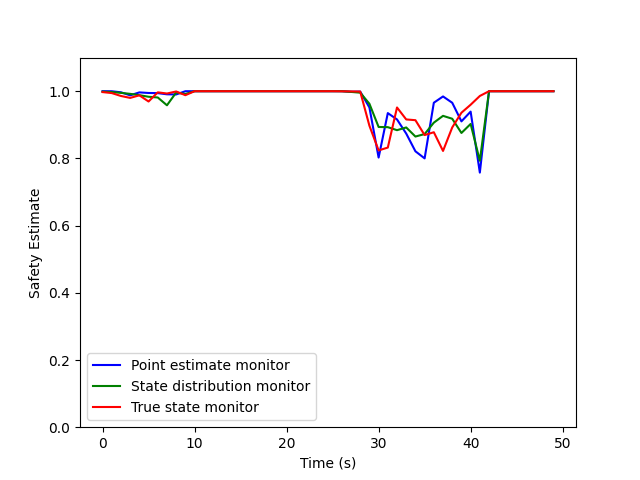 1.0
0.8
0.6
0.4
0.2
0.0
Safety Estimate
Point estimate monitor
State distribution monitor
True state monitor
0 10 20 30 40 50
Time (s)